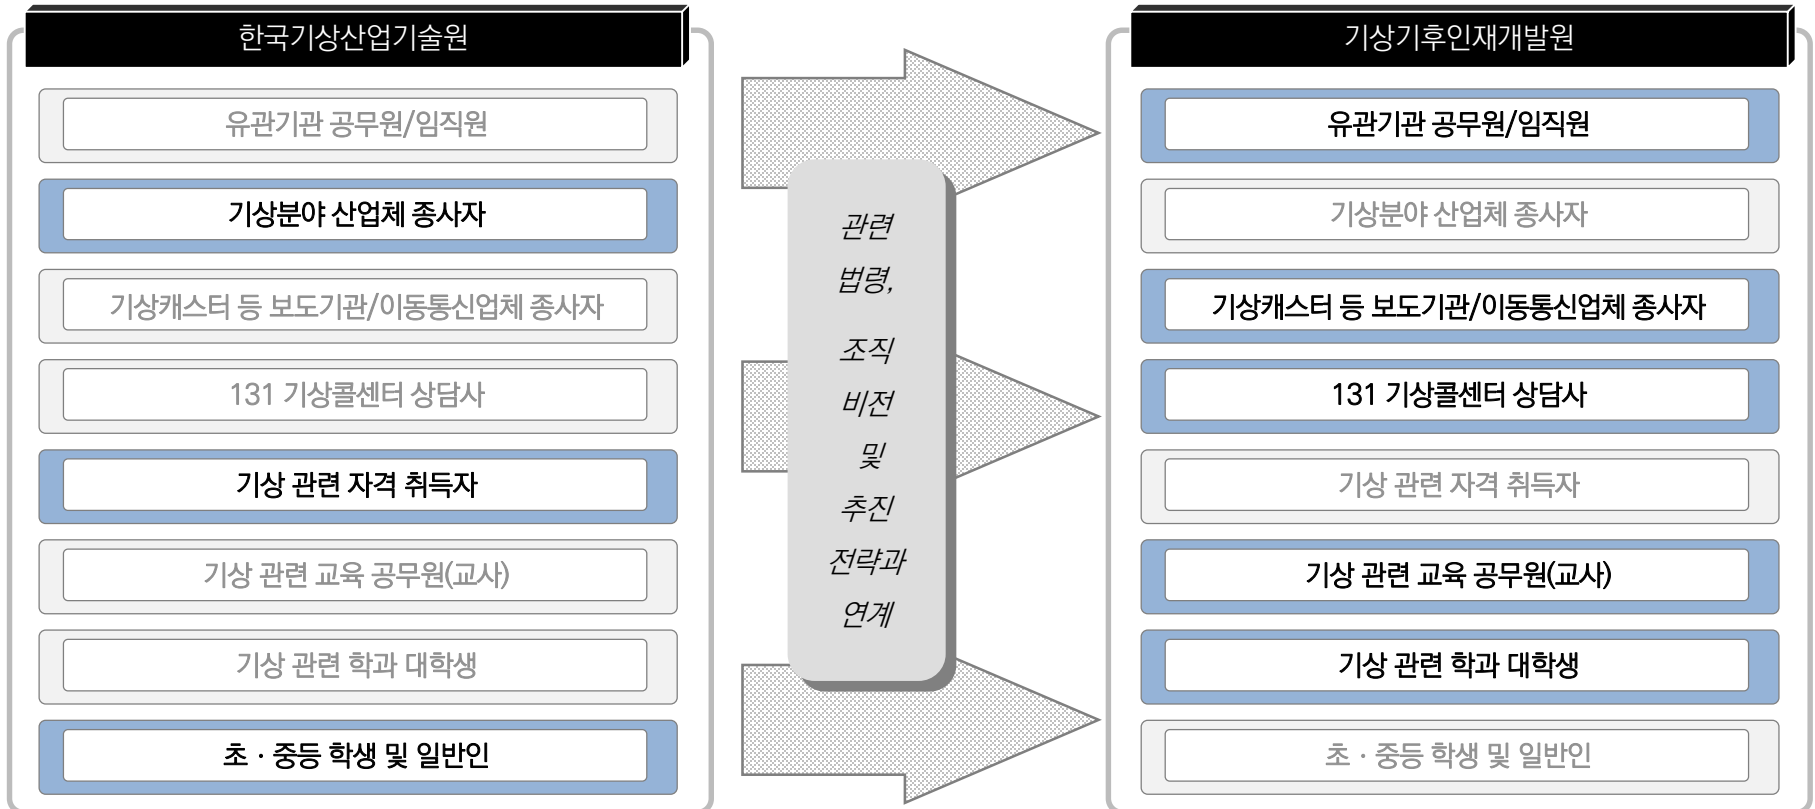 한국기상산업기술원
유관기관 공무원/임직원
기상분야 산업체 종사자
기상캐스터 등 보도기관/이동통신업체 종사자
131 기상콜센터 상담사
기상 관련 자격 취득자
기상 관련 교육 공무원(교사)
기상 관련 학과 대학생
초 · 중등 학생 및 일반인
관련
법령,
조직
비전
및
추진
전략과
연계
기상기후인재개발원
유관기관 공무원/임직원
기상분야 산업체 종사자
기상캐스터 등 보도기관/이동통신업체 종사자
131 기상콜센터 상담사
기상 관련 자격 취득자
기상 관련 교육 공무원(교사)
기상 관련 학과 대학생
초 · 중등 학생 및 일반인